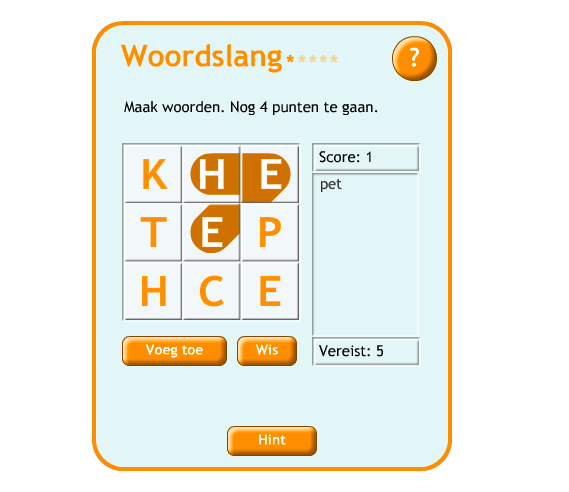 Woordslang *****
?
Maak woorden. Nog 4 punten te gaan.
K H E
T E P
H C E
Score: 1
pet
Vereist: 5
Voeg toe
Wis
Hint